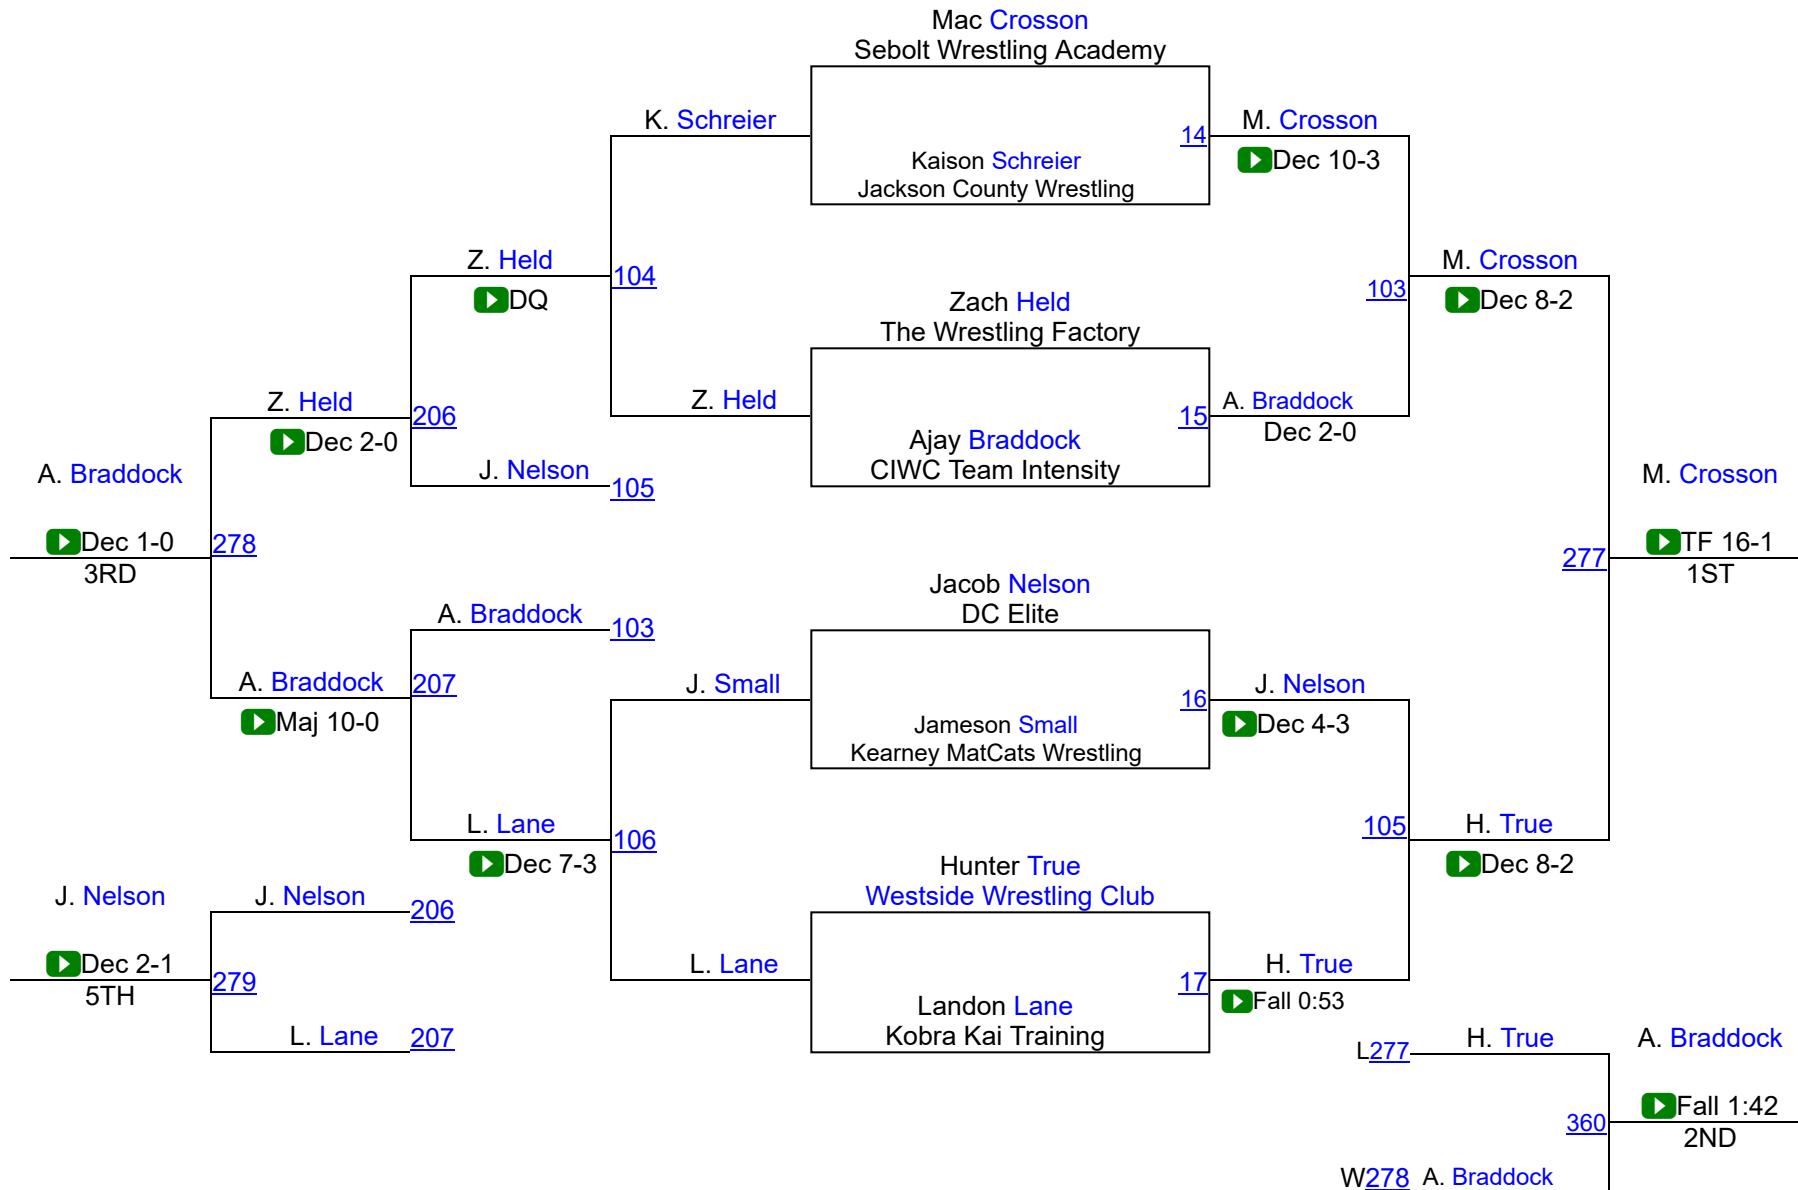 Mac Crosson
Sebolt Wrestling Academy
K. Schreier
14
M. Crosson
Dec 10-3
Kaison Schreier
Jackson County Wrestling
Z. Held
104
DQ
M. Crosson
103
Dec 8-2
Zach Held
The Wrestling Factory
Z. Held
206
Dec 2-0
Z. Held
15
A. Braddock
Dec 2-0
Ajay Braddock
CIWC Team Intensity
J. Nelson
105
A. Braddock
Dec 1-0
3RD
278
M. Crosson
277
TF 16-1
1ST
Jacob Nelson
DC Elite
A. Braddock
103
A. Braddock
207
Maj 10-0
J. Small
16
J. Nelson
Dec 4-3
Jameson Small
Kearney MatCats Wrestling
L. Lane
106
Dec 7-3
105
H. True
Dec 8-2
Hunter True
Westside Wrestling Club
J. Nelson
J. Nelson
206
Dec 2-1
5TH
279
L. Lane
17
H. True
Fall 0:53
Landon Lane
Kobra Kai Training
L. Lane
207
L277
H. True
A. Braddock
360
Fall 1:42
2ND
W278
A. Braddock